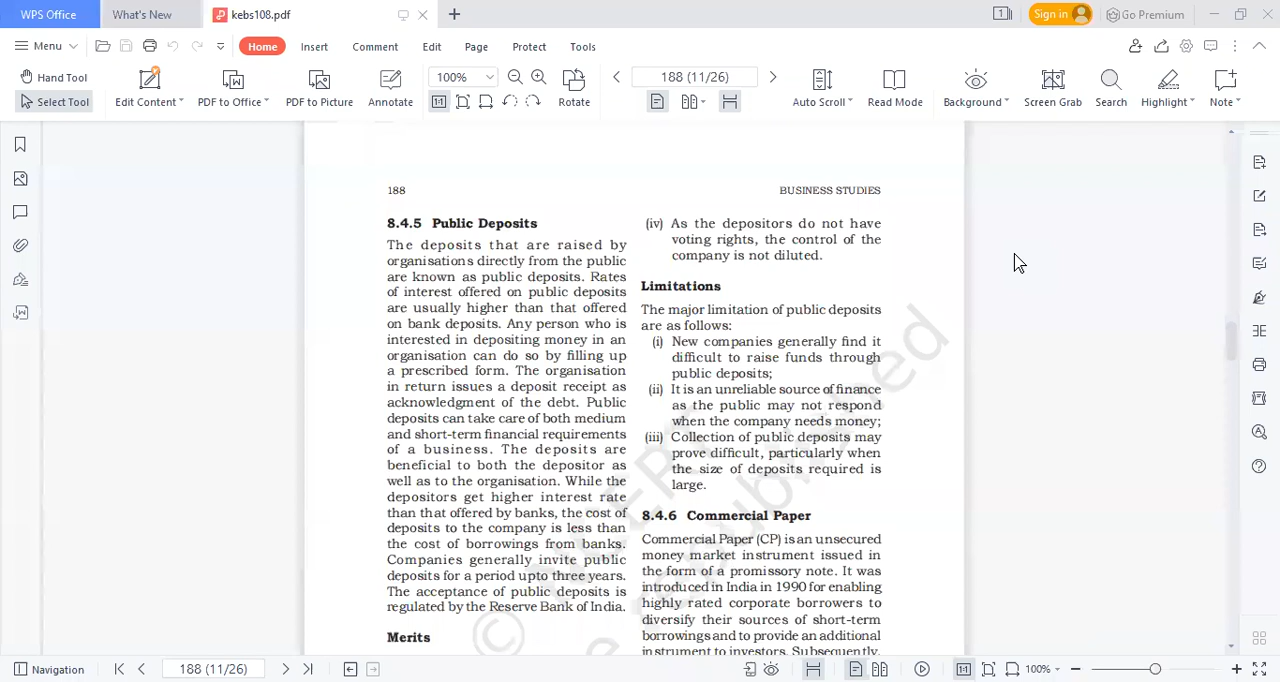 WPS Office
What's New
kebs108.pdf
1
Sign in
Go Premium
Menu
Home
Insert
Comment
Edit
Page
Protect
Tools
Hand Tool
Select Tool
Edit Content
PDF to Office
PDF to Picture
Annotate
100%
188 (11/26)
Rotate
Auto Scroll
Read Mode
Background
Screen Grab
Search
Highlight
Note
188
BUSINESS STUDIES
8.4.5 Public Deposits
The deposits that are raised by
organisations directly from the public
are known as public deposits. Rates
of interest offered on public deposits
are usually higher than that offered
on bank deposits. Any person who is
interested in depositing money in an
organisation can do so by filling up
a prescribed form. The organisation
in return issues a deposit receipt as
acknowledgment of the debt. Public
deposits can take care of both medium
and short-term financial requirements
of a business. The deposits are
beneficial to both the depositor as
well as to the organisation. While the
depositors get higher interest rate
than that offered by banks, the cost of
deposits to the company is less than
the cost of borrowings from banks.
Companies generally invite public
deposits for a period upto three years.
The acceptance of public deposits is
regulated by the Reserve Bank of India.
Merits
(iv) As the depositors do not have
voting rights, the control of the
company is not diluted.
Limitations
The major limitation of public deposits
are as follows:
(i) New companies generally find it
difficult to raise funds through
public deposits;
(ii) It is an unreliable source of finance
as the public may not respond
when the company needs money;
(iii) Collection of public deposits may
prove difficult, particularly when
the size of deposits required is
large.
8.4.6 Commercial Paper
Commercial Paper (CP) is an unsecured
money market instrument issued in
the form of a promissory note. It was
introduced in India in 1990 for enabling
highly rated corporate borrowers to
diversify their sources of short-term
borrowings and to provide an additional
instrument to investors. Subsequently,
© NCERT
republished
Navigation
188 (11/26)
100%